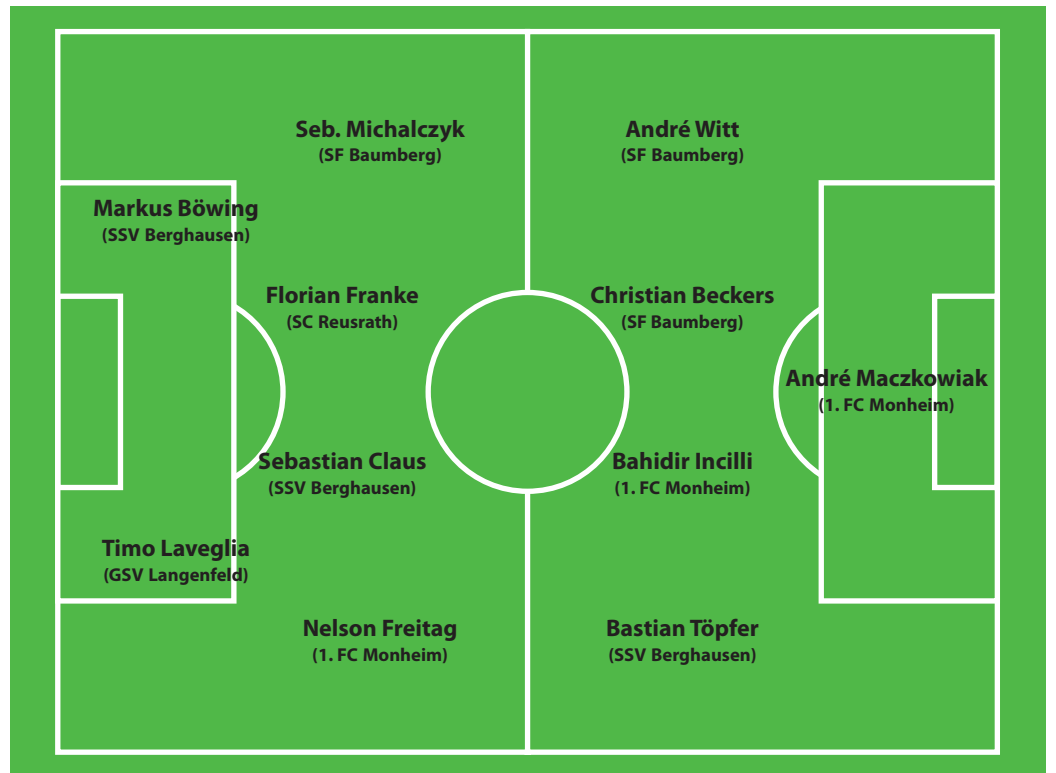 Seb. Michalczyk
(SF Baumberg)
André Witt
(SF Baumberg)
Markus Böwing
(SSV Berghausen)
Florian Franke
(SC Reusrath)
Christian Beckers
(SF Baumberg)
André Maczkowiak
(1. FC Monheim)
Sebastian Claus
(SSV Berghausen)
Bahidir Incilli
(1. FC Monheim)
Timo Laveglia
(GSV Langenfeld)
Nelson Freitag
(1. FC Monheim)
Bastian Töpfer
(SSV Berghausen)